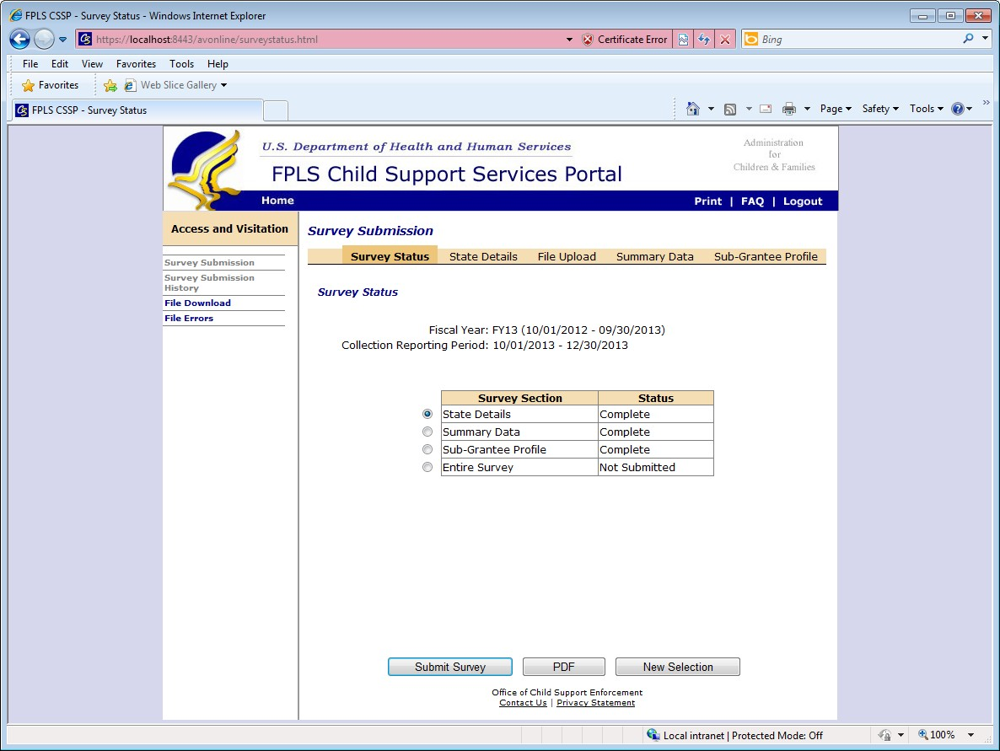 FPLS CSSP - Survey Status - Windows Internet Explorer
https://localhost:8443/avonline/surveystatus.html
Certificate Error
Bing
File Edit View Favorites Tools Help
Favorites
Web Slice Gallery
FPLS CSSP - Survey Status
Page Safety Tools
U.S. Department of Health and Human Services
FPLS Child Support Services Portal
Administration
for
Children & Families
Home
Print | FAQ | Logout
Access and Visitation
Survey Submission
Survey Submission
History
File Download
File Errors
Survey Submission
Survey Status State Details File Upload Summary Data Sub-Grantee Profile
Survey Status
Fiscal Year: FY13 (10/01/2012 - 09/30/2013)
Collection Reporting Period: 10/01/2013 - 12/30/2013
Survey Section Status
State Details Complete
Summary Data Complete
Sub-Grantee Profile Complete
Entire Survey Not Submitted
Submit Survey PDF New Selection
Office of Child Support Enforcement
Contact Us | Privacy Statement
Local intranet | Protected Mode: Off
100%